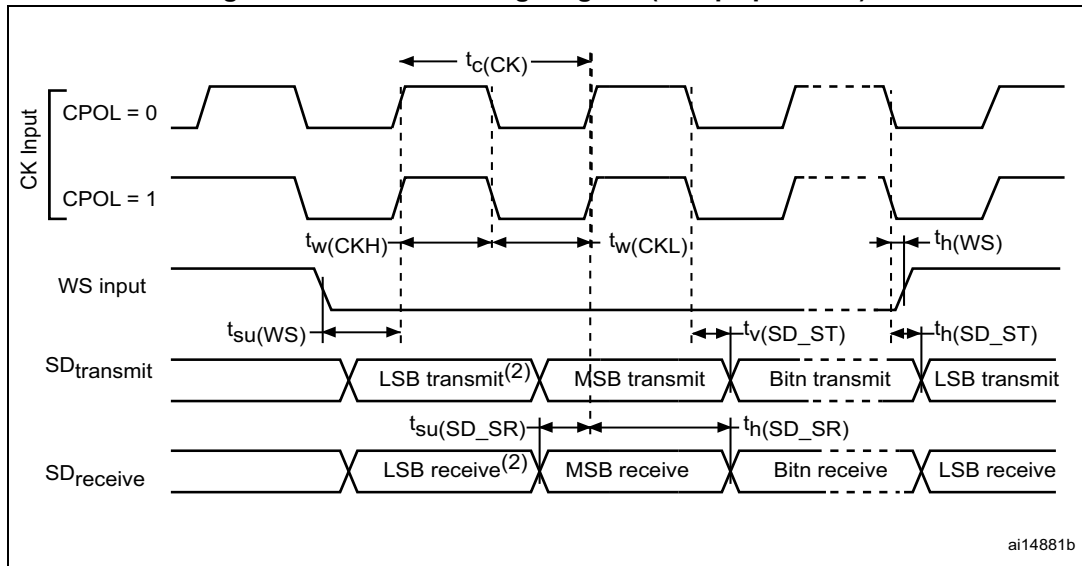 tc(CK)
CK Input
CPOL = 0
CPOL = 1
tw(CKH)
tw(CKL)
th(WS)
WS input
tsu(WS)
tv(SD_ST)
th(SD_ST)
SDtransmit
LSB transmit(2)
MSB transmit
Bitn transmit
LSB transmit
tsu(SD_SR)
th(SD_SR)
SDreceive
LSB receive(2)
MSB receive
Bitn receive
LSB receive
ai14881b